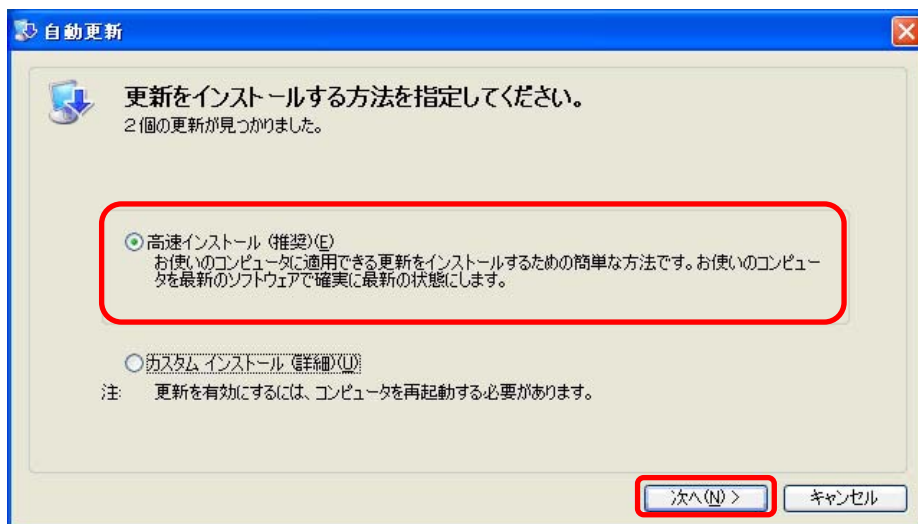 自動更新
更新をインストールする方法を指定してください。
2個の更新が見つかりました。
高速インストール (推奨)(E)
お使いのコンピュータに適用できる更新をインストールするための簡単な方法です。お使いのコンピュー
タを最新のソフトウェアで確実に最新の状態にします。
カスタム インストール (詳細)(U)
注: 更新を有効にするには、コンピュータを再起動する必要があります。
次へ(N) >
キャンセル